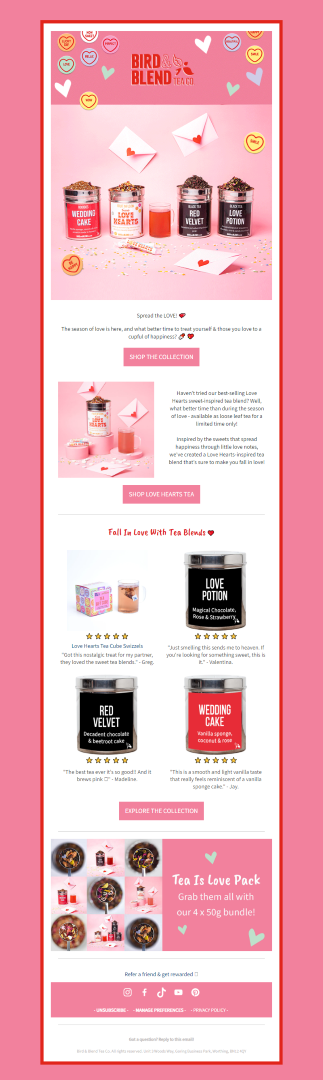 BIRD &
BLEND
TEA CO.
WEDDING
CAKE
LOVE
HEARTS
RED
VELVET
LOVE
POTION
Spread the LOVE! 💘
The season of love is here, and what better time to treat yourself & those you love to a
cupful of happiness?
SHOP THE COLLECTION
Haven't tried our best-selling Love
Hearts sweet-inspired tea blend? Well,
what better time than during the season
of love - available as loose leaf tea for a
limited time only!
Inspired by the sweets that spread
happiness through little love notes,
we've created a Love Hearts-inspired tea
blend that's sure to make you fall in love!
SHOP LOVE HEARTS TEA
Fall In Love With Tea Blends
LOVE
POTION
Magical Chocolate,
Rose & Strawberry
Love Hearts Tea Cube Swizzels
"Got this nostalgic treat for my partner,
they loved the sweet tea blends." - Greg.
"Just smelling this sends me to heaven. If
you're looking for something sweet, this is
it." - Valentina.
RED
VELVET
Decadent chocolate
& beetroot cake
WEDDING
CAKE
Vanilla sponge,
coconut & rose
"The best tea ever it's so good!! And it
brews pink" - Madeline.
"This is a smooth and light vanilla taste
that really feels reminiscent of a vanilla
sponge cake." - Jay.
EXPLORE THE COLLECTION
Tea Is Love Pack
Grab them all with
our 4 x 50g bundle!
Refer a friend & get rewarded
- UNSUBSCRIBE - - MANAGE PREFERENCES - - PRIVACY POLICY -
Got a question? Reply to this email!